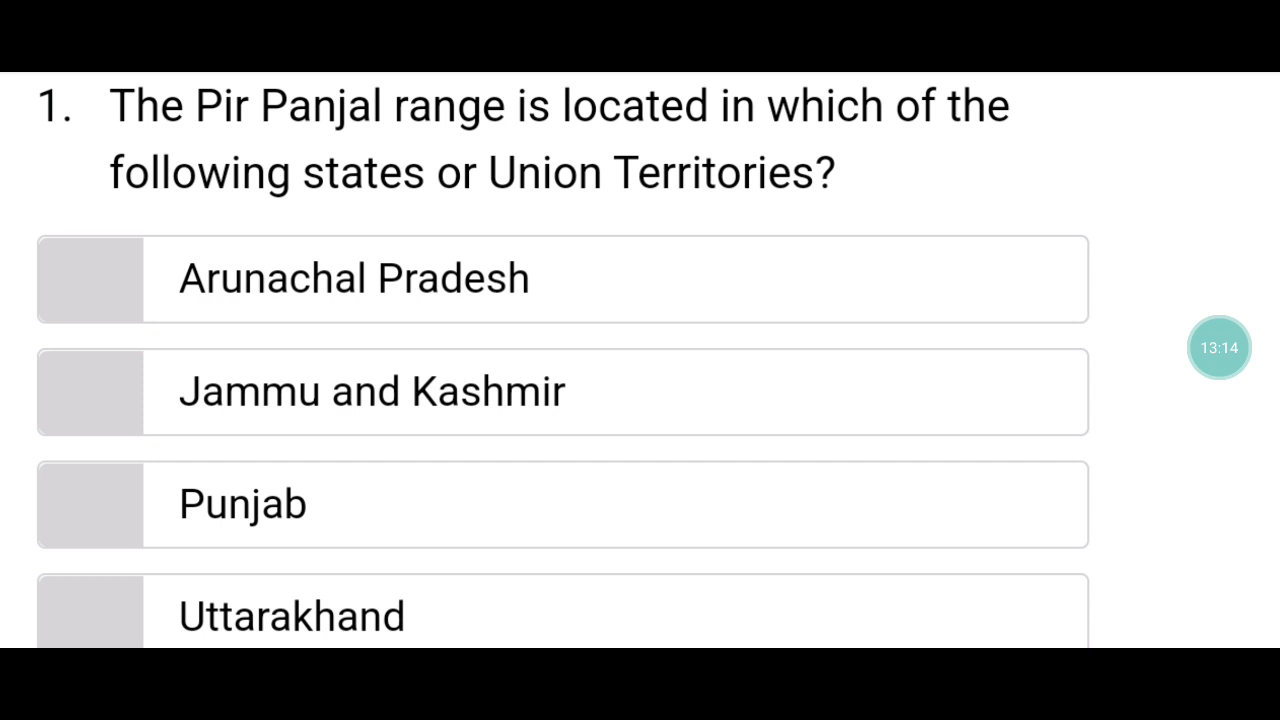 1. The Pir Panjal range is located in which of the
following states or Union Territories?
Arunachal Pradesh
Jammu and Kashmir
13:14
Punjab
Uttarakhand